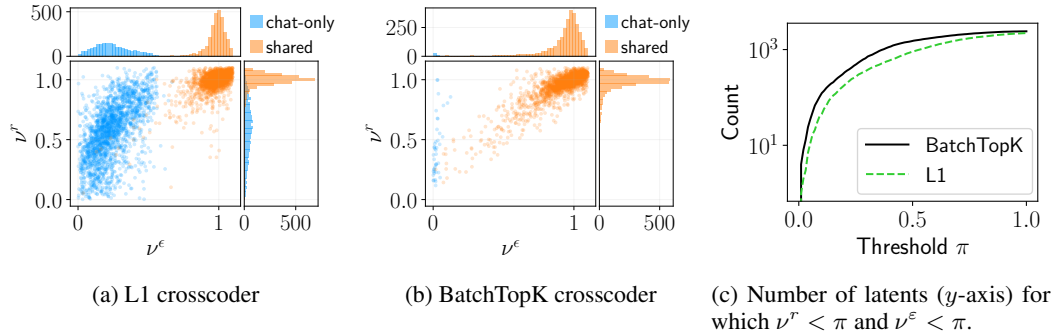 500
0
chat-only
shared
1.0
0.5
0.0
ν^r
0
1
0
500
ν^ϵ
(a) L1 crosscoder
250
0
chat-only
shared
1.0
0.5
0.0
ν^r
0
1
0
500
ν^ϵ
(b) BatchTopK crosscoder
10^3
10^1
Count
BatchTopK
L1
0.0
0.5
1.0
Threshold π
(c) Number of latents (y-axis) for
which ν^r < π and ν^ε < π.